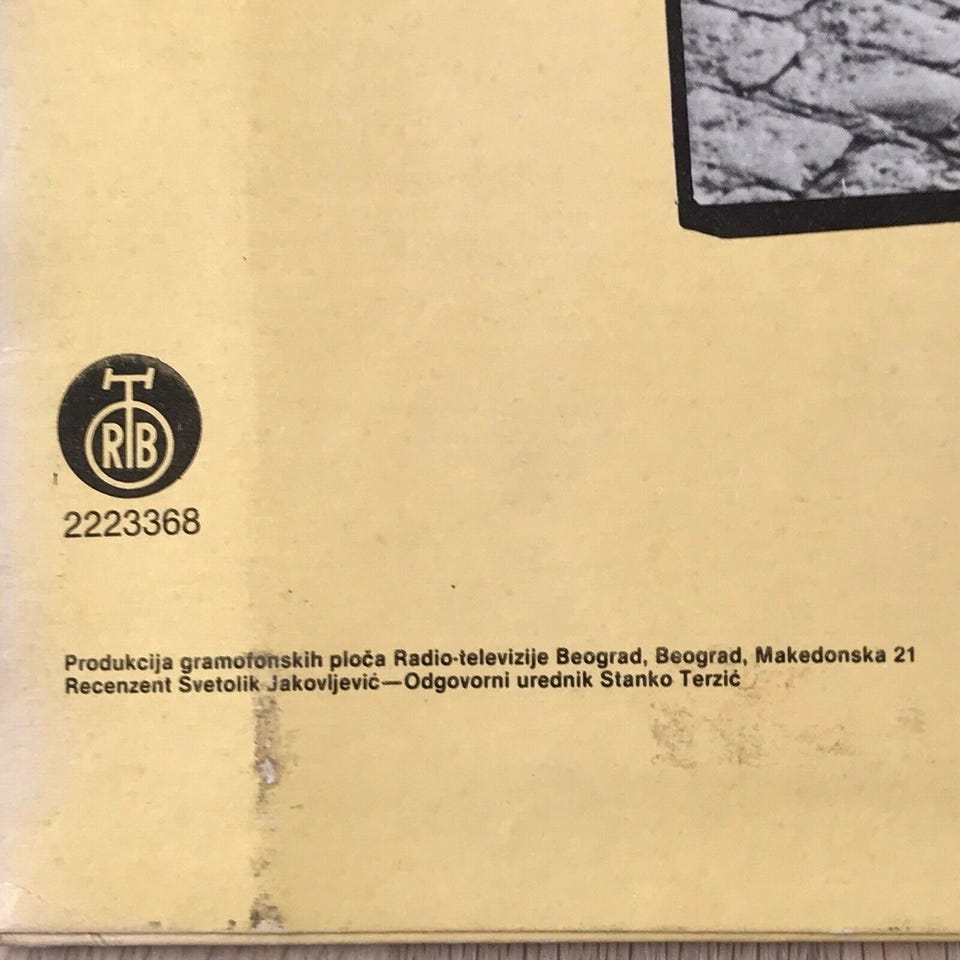 RTB
2223368
Produkcija gramofonskih ploča Radio-televizije Beograd, Beograd, Makedonska 21
Recenzent Svetolik Jakovljević—Odgovorni urednik Stanko Terzić